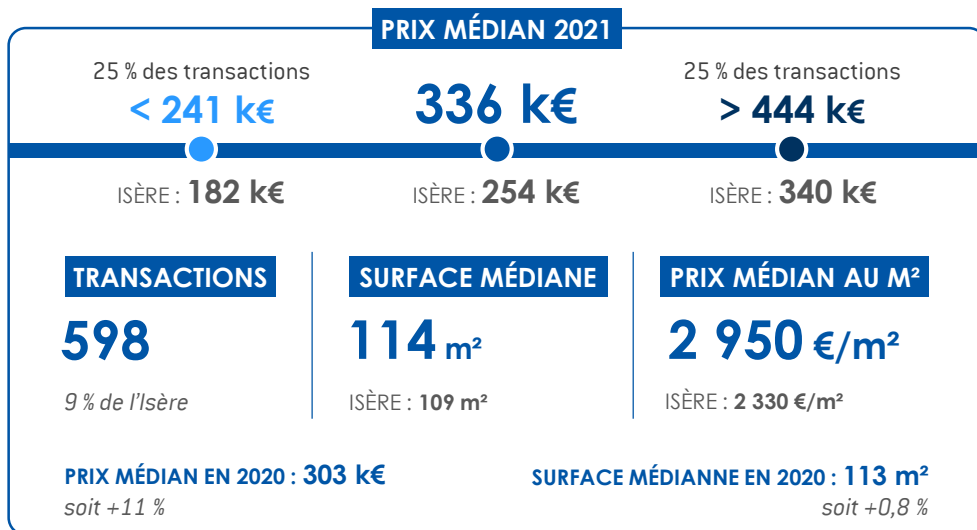 PRIX MÉDIAN 2021
25 % des transactions
< 241 k€
ISÈRE : 182 k€
336 k€
ISÈRE : 254 k€
25 % des transactions
> 444 k€
ISÈRE : 340 k€
TRANSACTIONS
598
9 % de l'Isère
SURFACE MÉDIANE
114 m²
ISÈRE : 109 m²
PRIX MÉDIAN AU M²
2 950 €/m²
ISÈRE : 2 330 €/m²
PRIX MÉDIAN EN 2020 : 303 k€
soit +11 %
SURFACE MÉDIANNE EN 2020 : 113 m²
soit +0,8 %